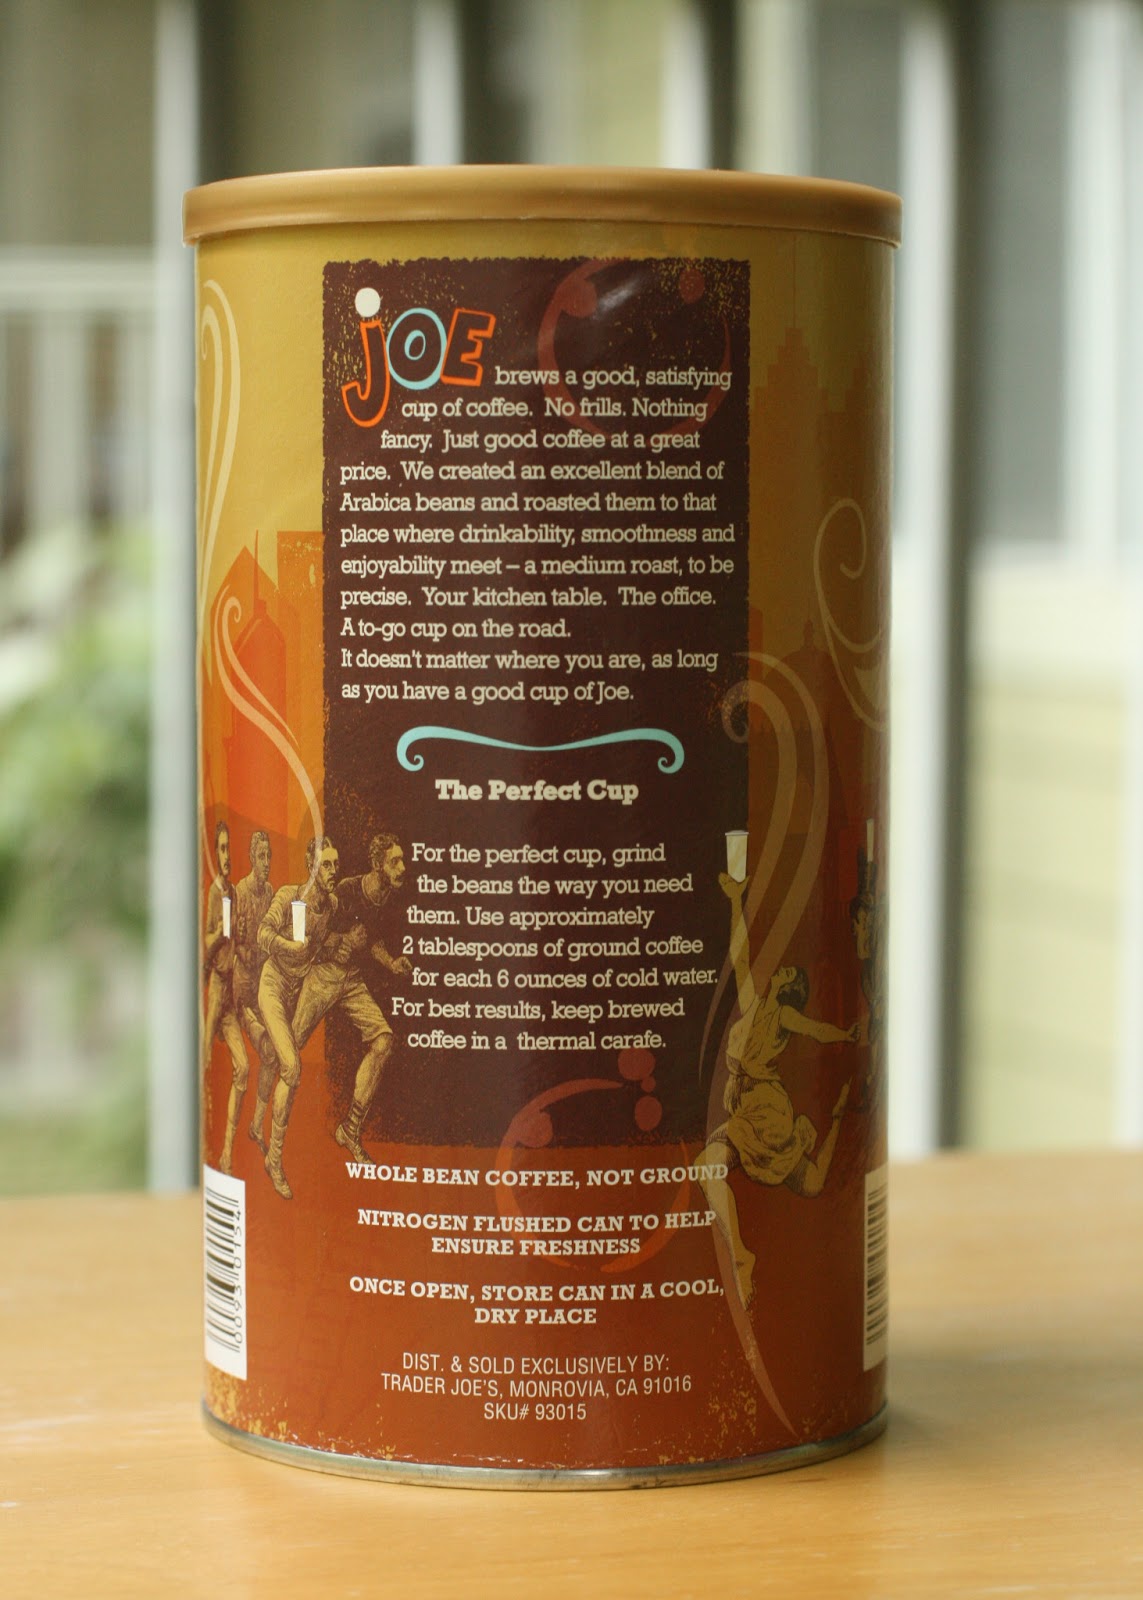 JOE brews a good, satisfying
cup of coffee. No frills. Nothing
fancy. Just good coffee at a great
price. We created an excellent blend of
Arabica beans and roasted them to that
place where drinkability, smoothness and
enjoyability meet – a medium roast, to be
precise. Your kitchen table. The office.
A to-go cup on the road.
It doesn't matter where you are, as long
as you have a good cup of Joe.
The Perfect Cup
For the perfect cup, grind
the beans the way you need
them. Use approximately
2 tablespoons of ground coffee
for each 6 ounces of cold water.
For best results, keep brewed
coffee in a thermal carafe.
WHOLE BEAN COFFEE, NOT GROUND
NITROGEN FLUSHED CAN TO HELP
ENSURE FRESHNESS
ONCE OPEN, STORE CAN IN A COOL,
DRY PLACE
DIST. & SOLD EXCLUSIVELY BY:
TRADER JOE'S, MONROVIA, CA 91016
SKU# 93015
0093 0154